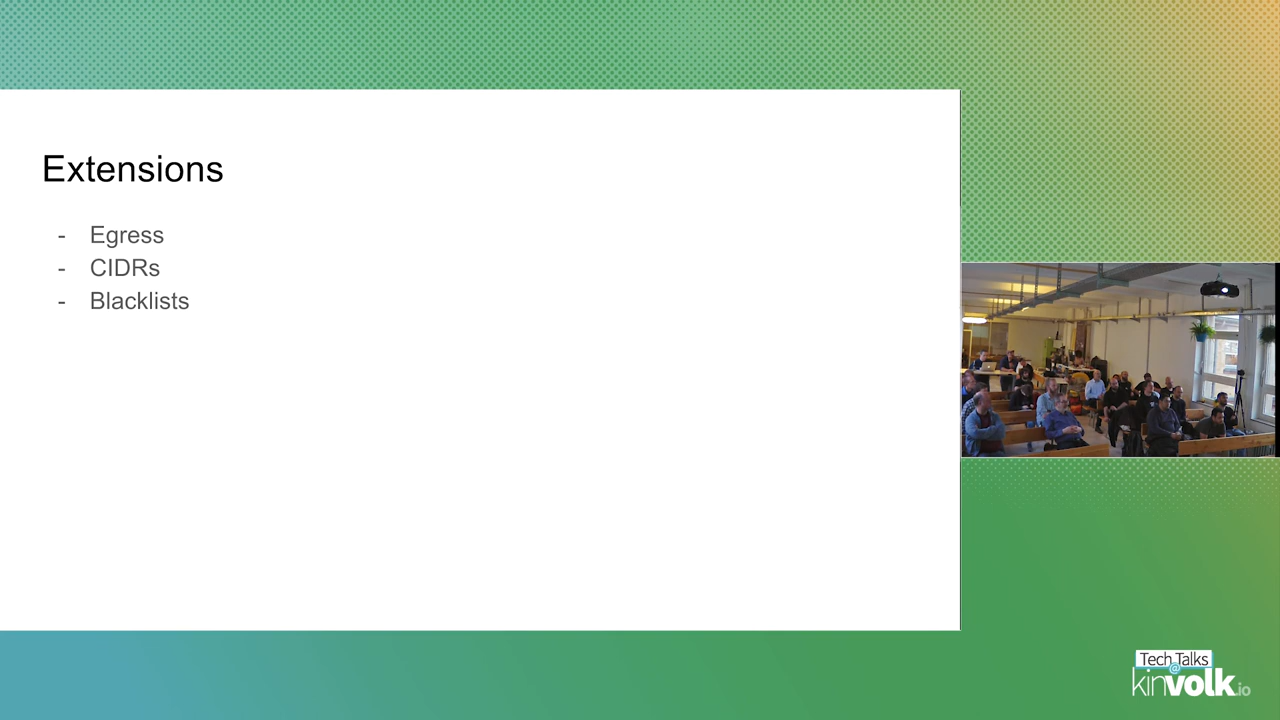 Extensions
- Egress
- CIDRs
- Blacklists
Tech Talks
@
kinvolk.io